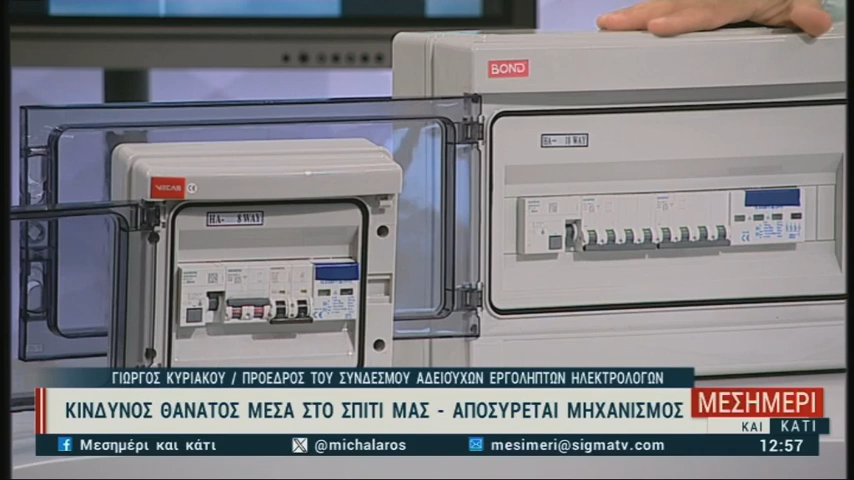 BOND
HA- 18 WAY
VECAS
HA- 8 WAY
ΓΙΩΡΓΟΣ ΚΥΡΙΑΚΟΥ / ΠΡΟΕΔΡΟΣ ΤΟΥ ΣΥΝΔΕΣΜΟΥ ΑΔΕΙΟΥΧΩΝ ΕΡΓΟΛΗΠΤΩΝ ΗΛΕΚΤΡΟΛΟΓΩΝ
ΚΙΝΔΥΝΟΣ ΘΑΝΑΤΟΣ ΜΕΣΑ ΣΤΟ ΣΠΙΤΙ ΜΑΣ - ΑΠΟΣΥΡΕΤΑΙ ΜΗΧΑΝΙΣΜΟΣ
ΜΕΣΗΜΕΡΙ
ΚΑΙ ΚΑΤΙ
Μεσημέρι και κάτι @michalaros mesimeri@sigmatv.com 12:57